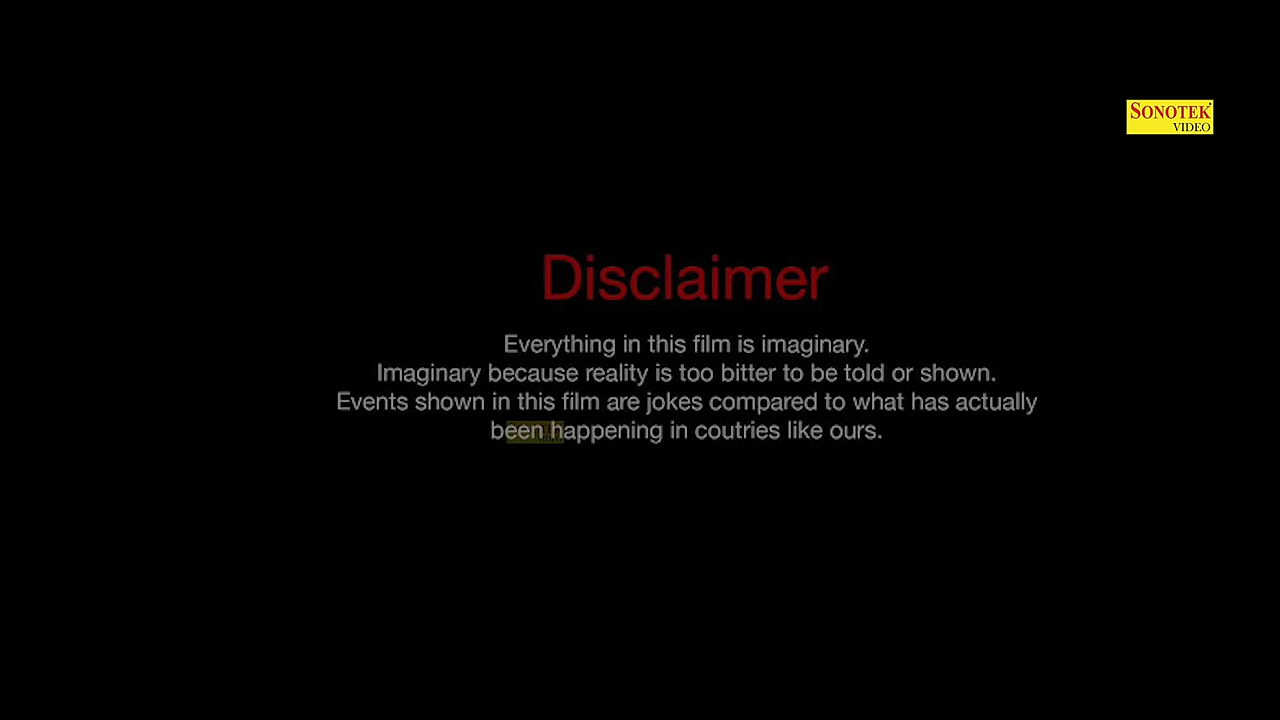 SONOTEK
VIDEO
Disclaimer
Everything in this film is imaginary.
Imaginary because reality is too bitter to be told or shown.
Events shown in this film are jokes compared to what has actually
been happening in coutries like ours.